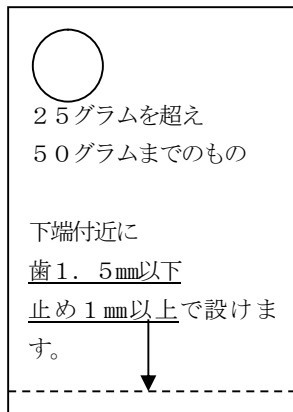 ２５グラムを超え
５０グラムまでのもの
下端付近に
歯１．５㎜以下
止め１㎜以上で設けま
す。